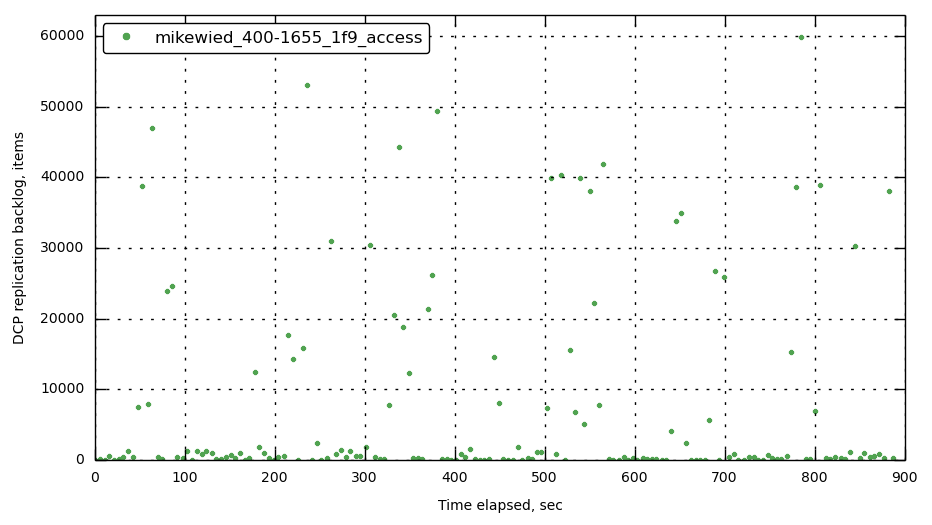 mikewied_400-1655_1f9_access
60000
50000
40000
30000
20000
10000
0
DCP replication backlog, items
0 100 200 300 400 500 600 700 800 900
Time elapsed, sec